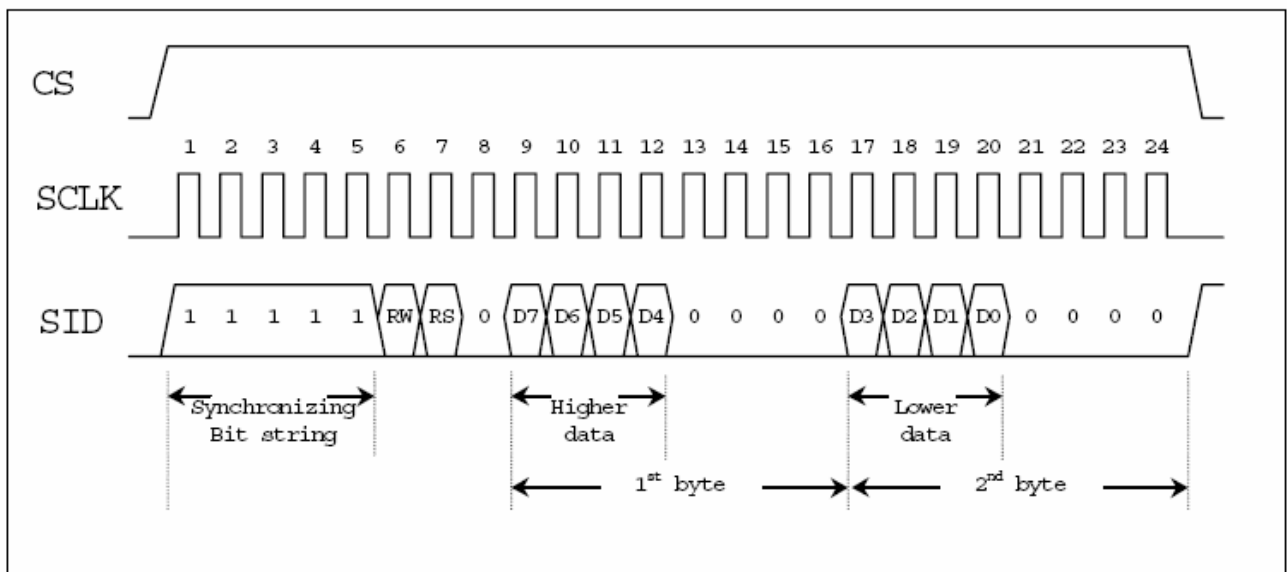 CS
1 2 3 4 5 6 7 8 9 10 11 12 13 14 15 16 17 18 19 20 21 22 23 24
SCLK
SID 1 1 1 1 1 RW RS 0 D7 D6 D5 D4 0 0 0 0 D3 D2 D1 D0 0 0 0 0
Synchronizing Higher Lower
Bit string data data
1st byte 2nd byte